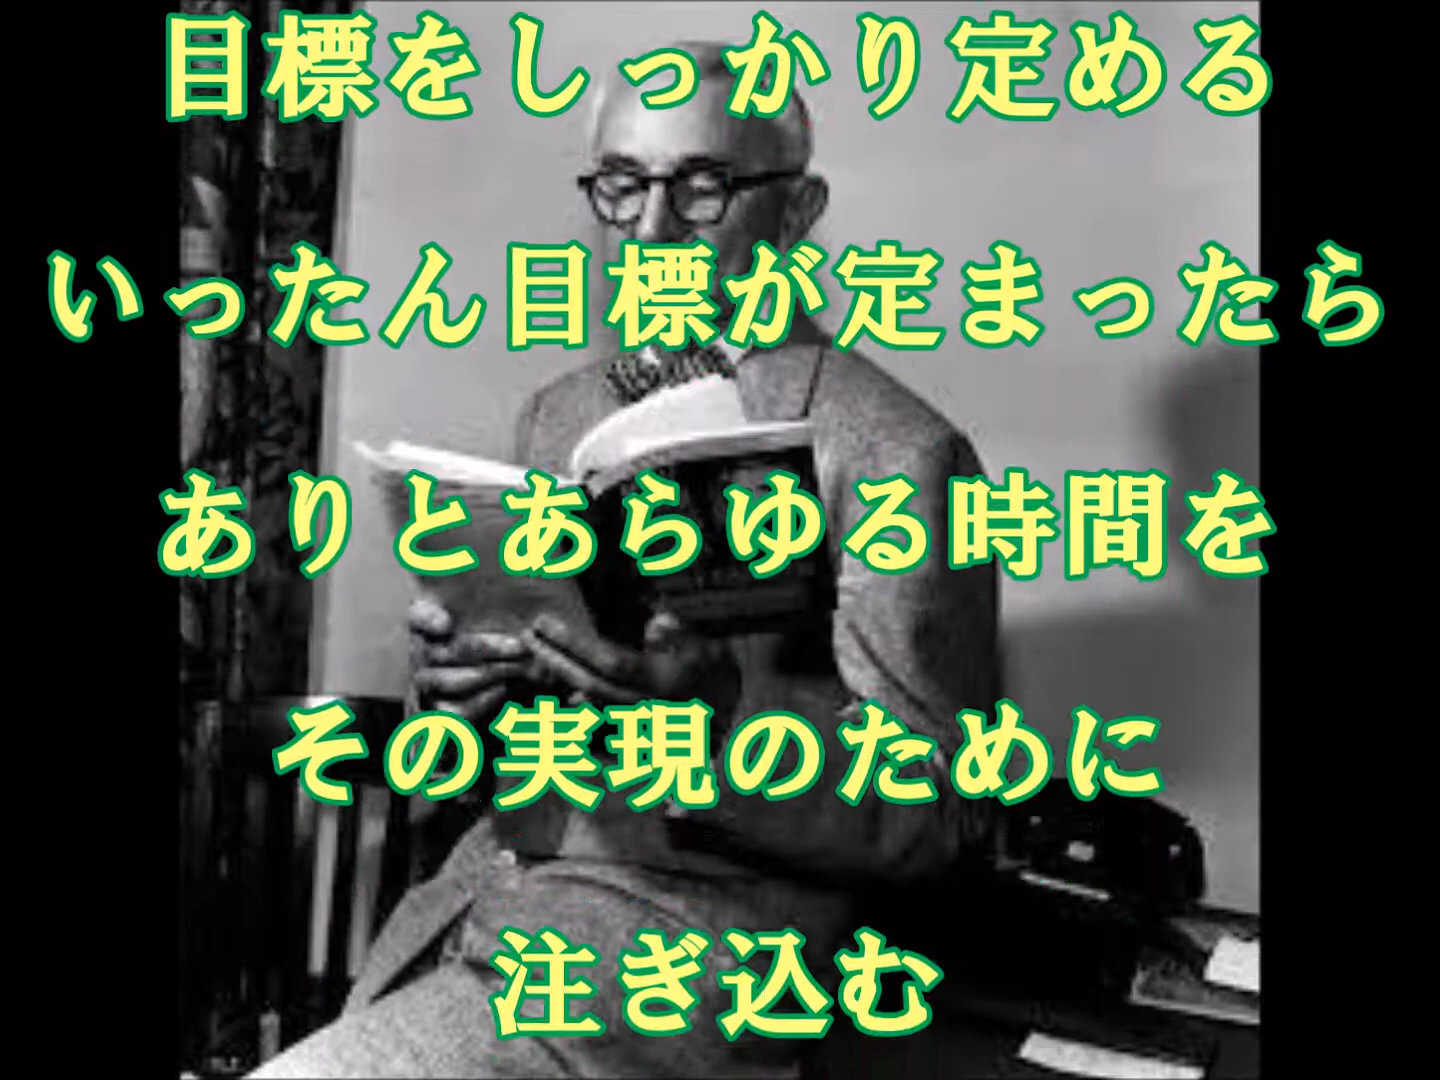 目標をしっかり定める
いったん目標が定まったら
ありとあらゆる時間を
その実現のために
注ぎ込む